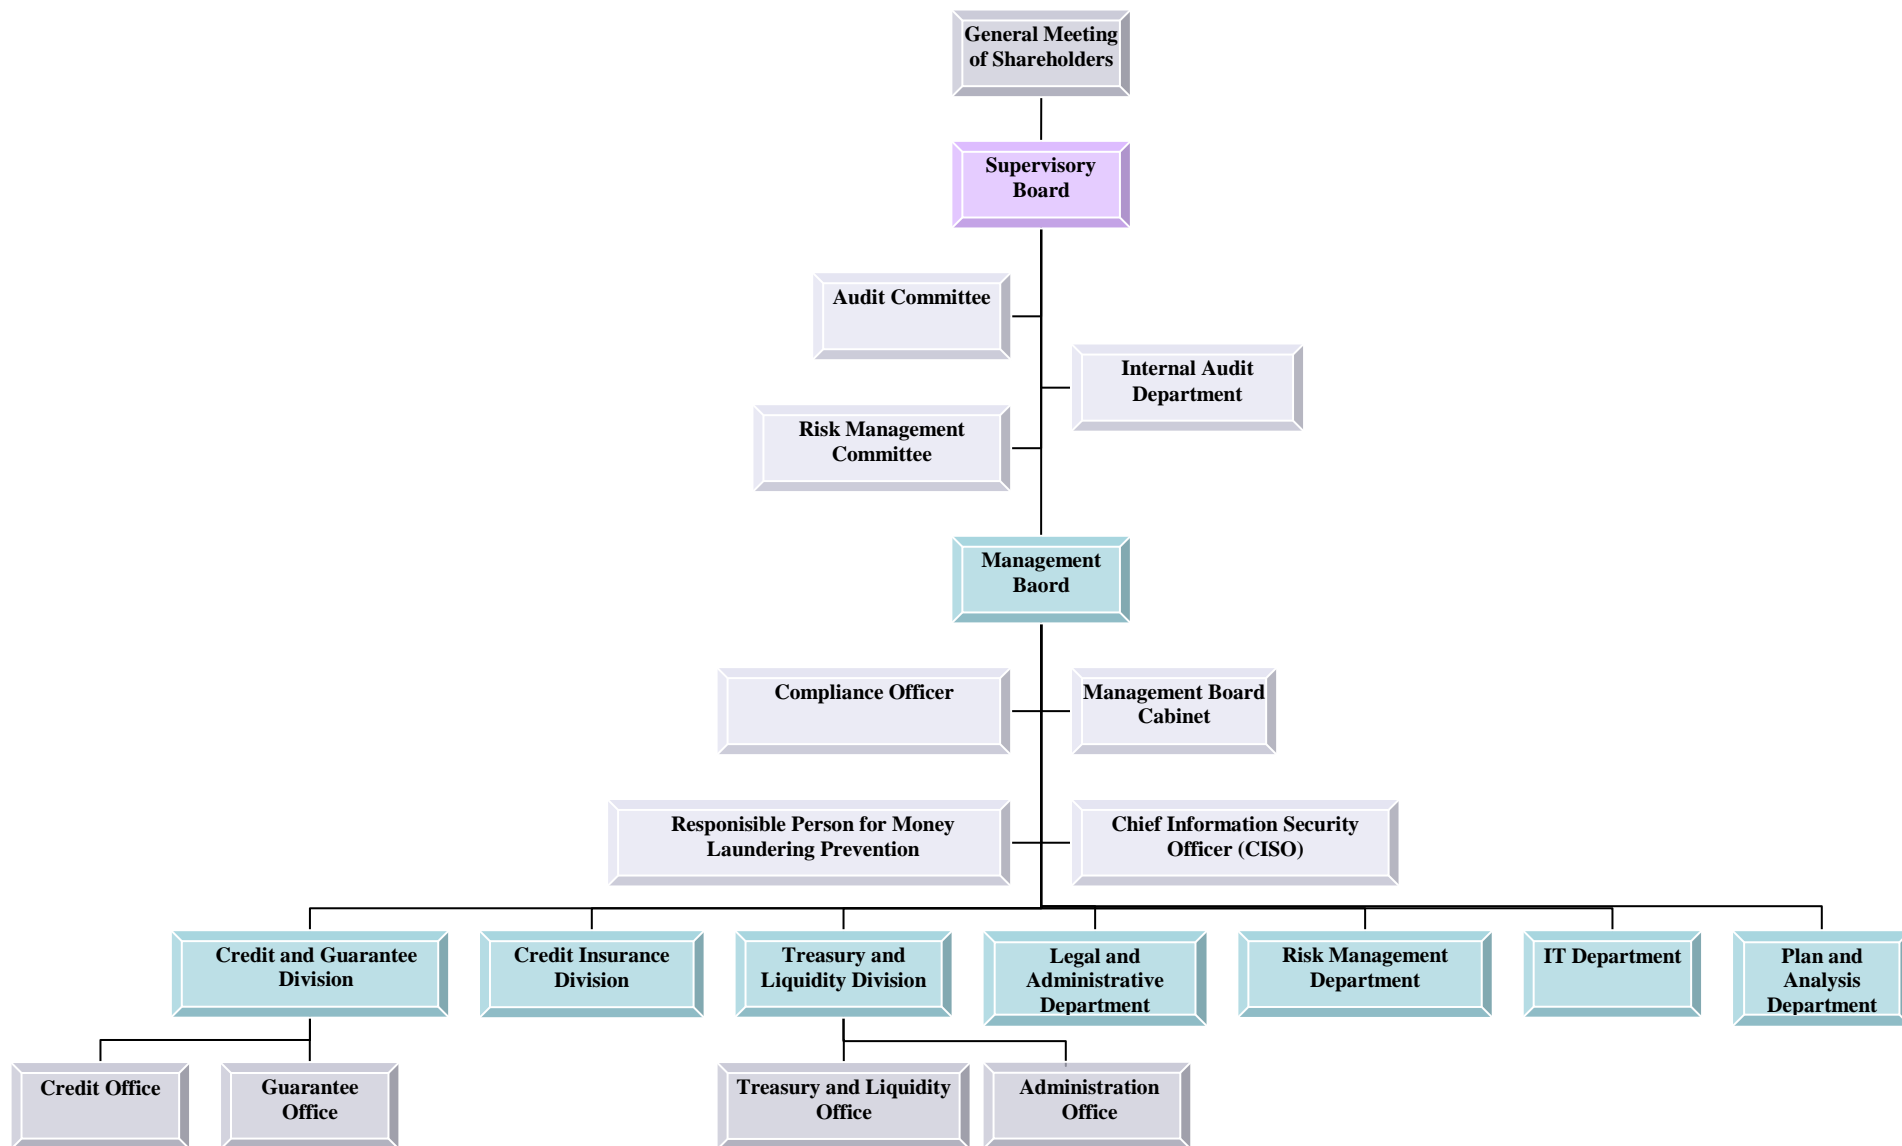 General Meeting
of Shareholders
Supervisory
Board
Audit Committee
Internal Audit
Department
Risk Management
Committee
Management
Baord
Compliance Officer
Management Board
Cabinet
Responisible Person for Money
Laundering Prevention
Chief Information Security
Officer (CISO)
Credit and Guarantee
Division
Credit Insurance
Division
Treasury and
Liquidity Division
Legal and
Administrative
Department
Risk Management
Department
IT Department
Plan and
Analysis
Department
Credit Office
Guarantee
Office
Treasury and Liquidity
Office
Administration
Office